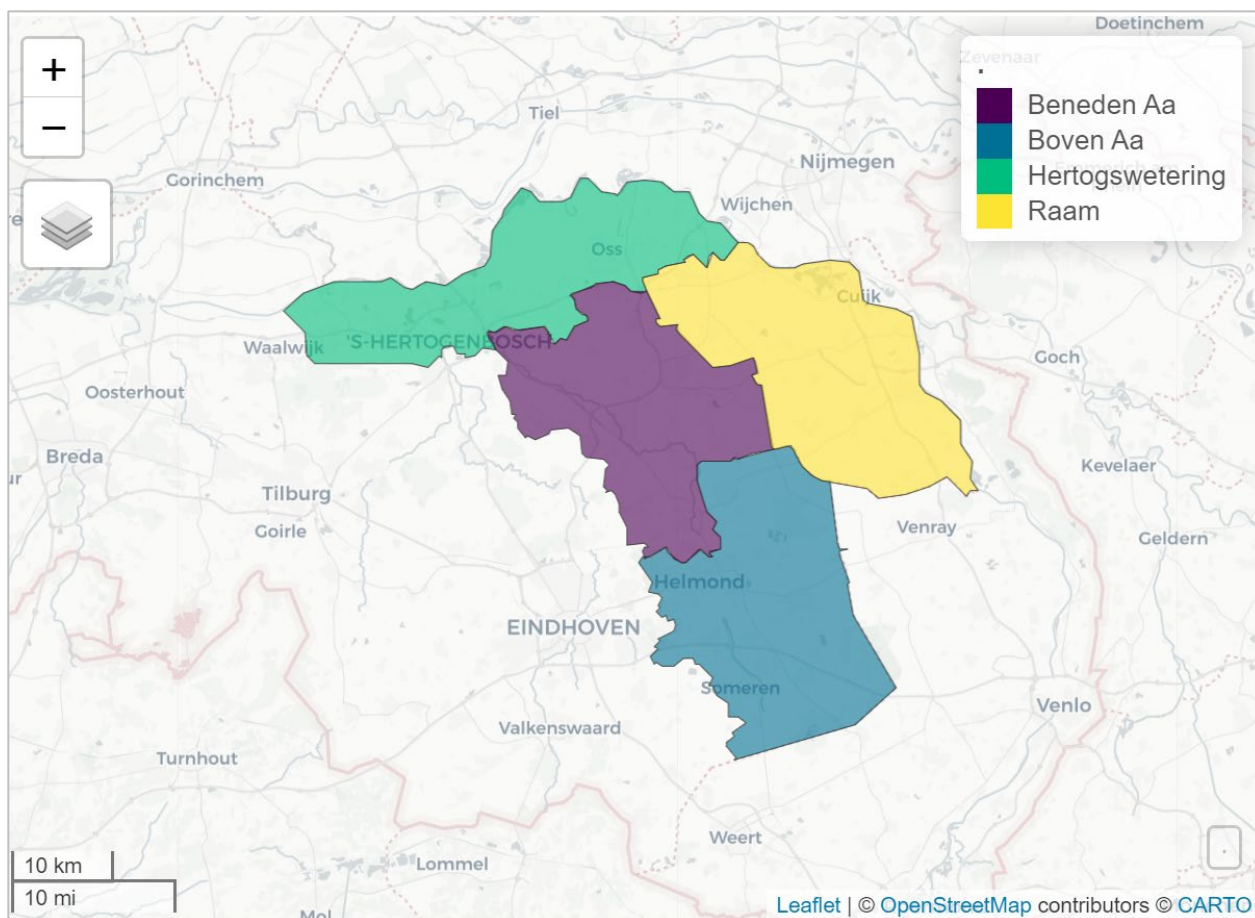 Doetinchem
+
Zevenaar
.
Beneden Aa
−
Tiel
Boven Aa
Nijmegen
Gorinchem
Hertogswetering
Wijchen
Raam
Oss
Cuijk
'S-HERTOGENBOSCH
Waalwijk
Goch
Oosterhout
Breda
Kevelaer
ur
Tilburg
Venray
Goirle
Geldern
Helmond
EINDHOVEN
Someren
Venlo
Valkenswaard
Turnhout
Weert
10 km
Lommel
10 mi
Leaflet | © OpenStreetMap contributors © CARTO
Mol